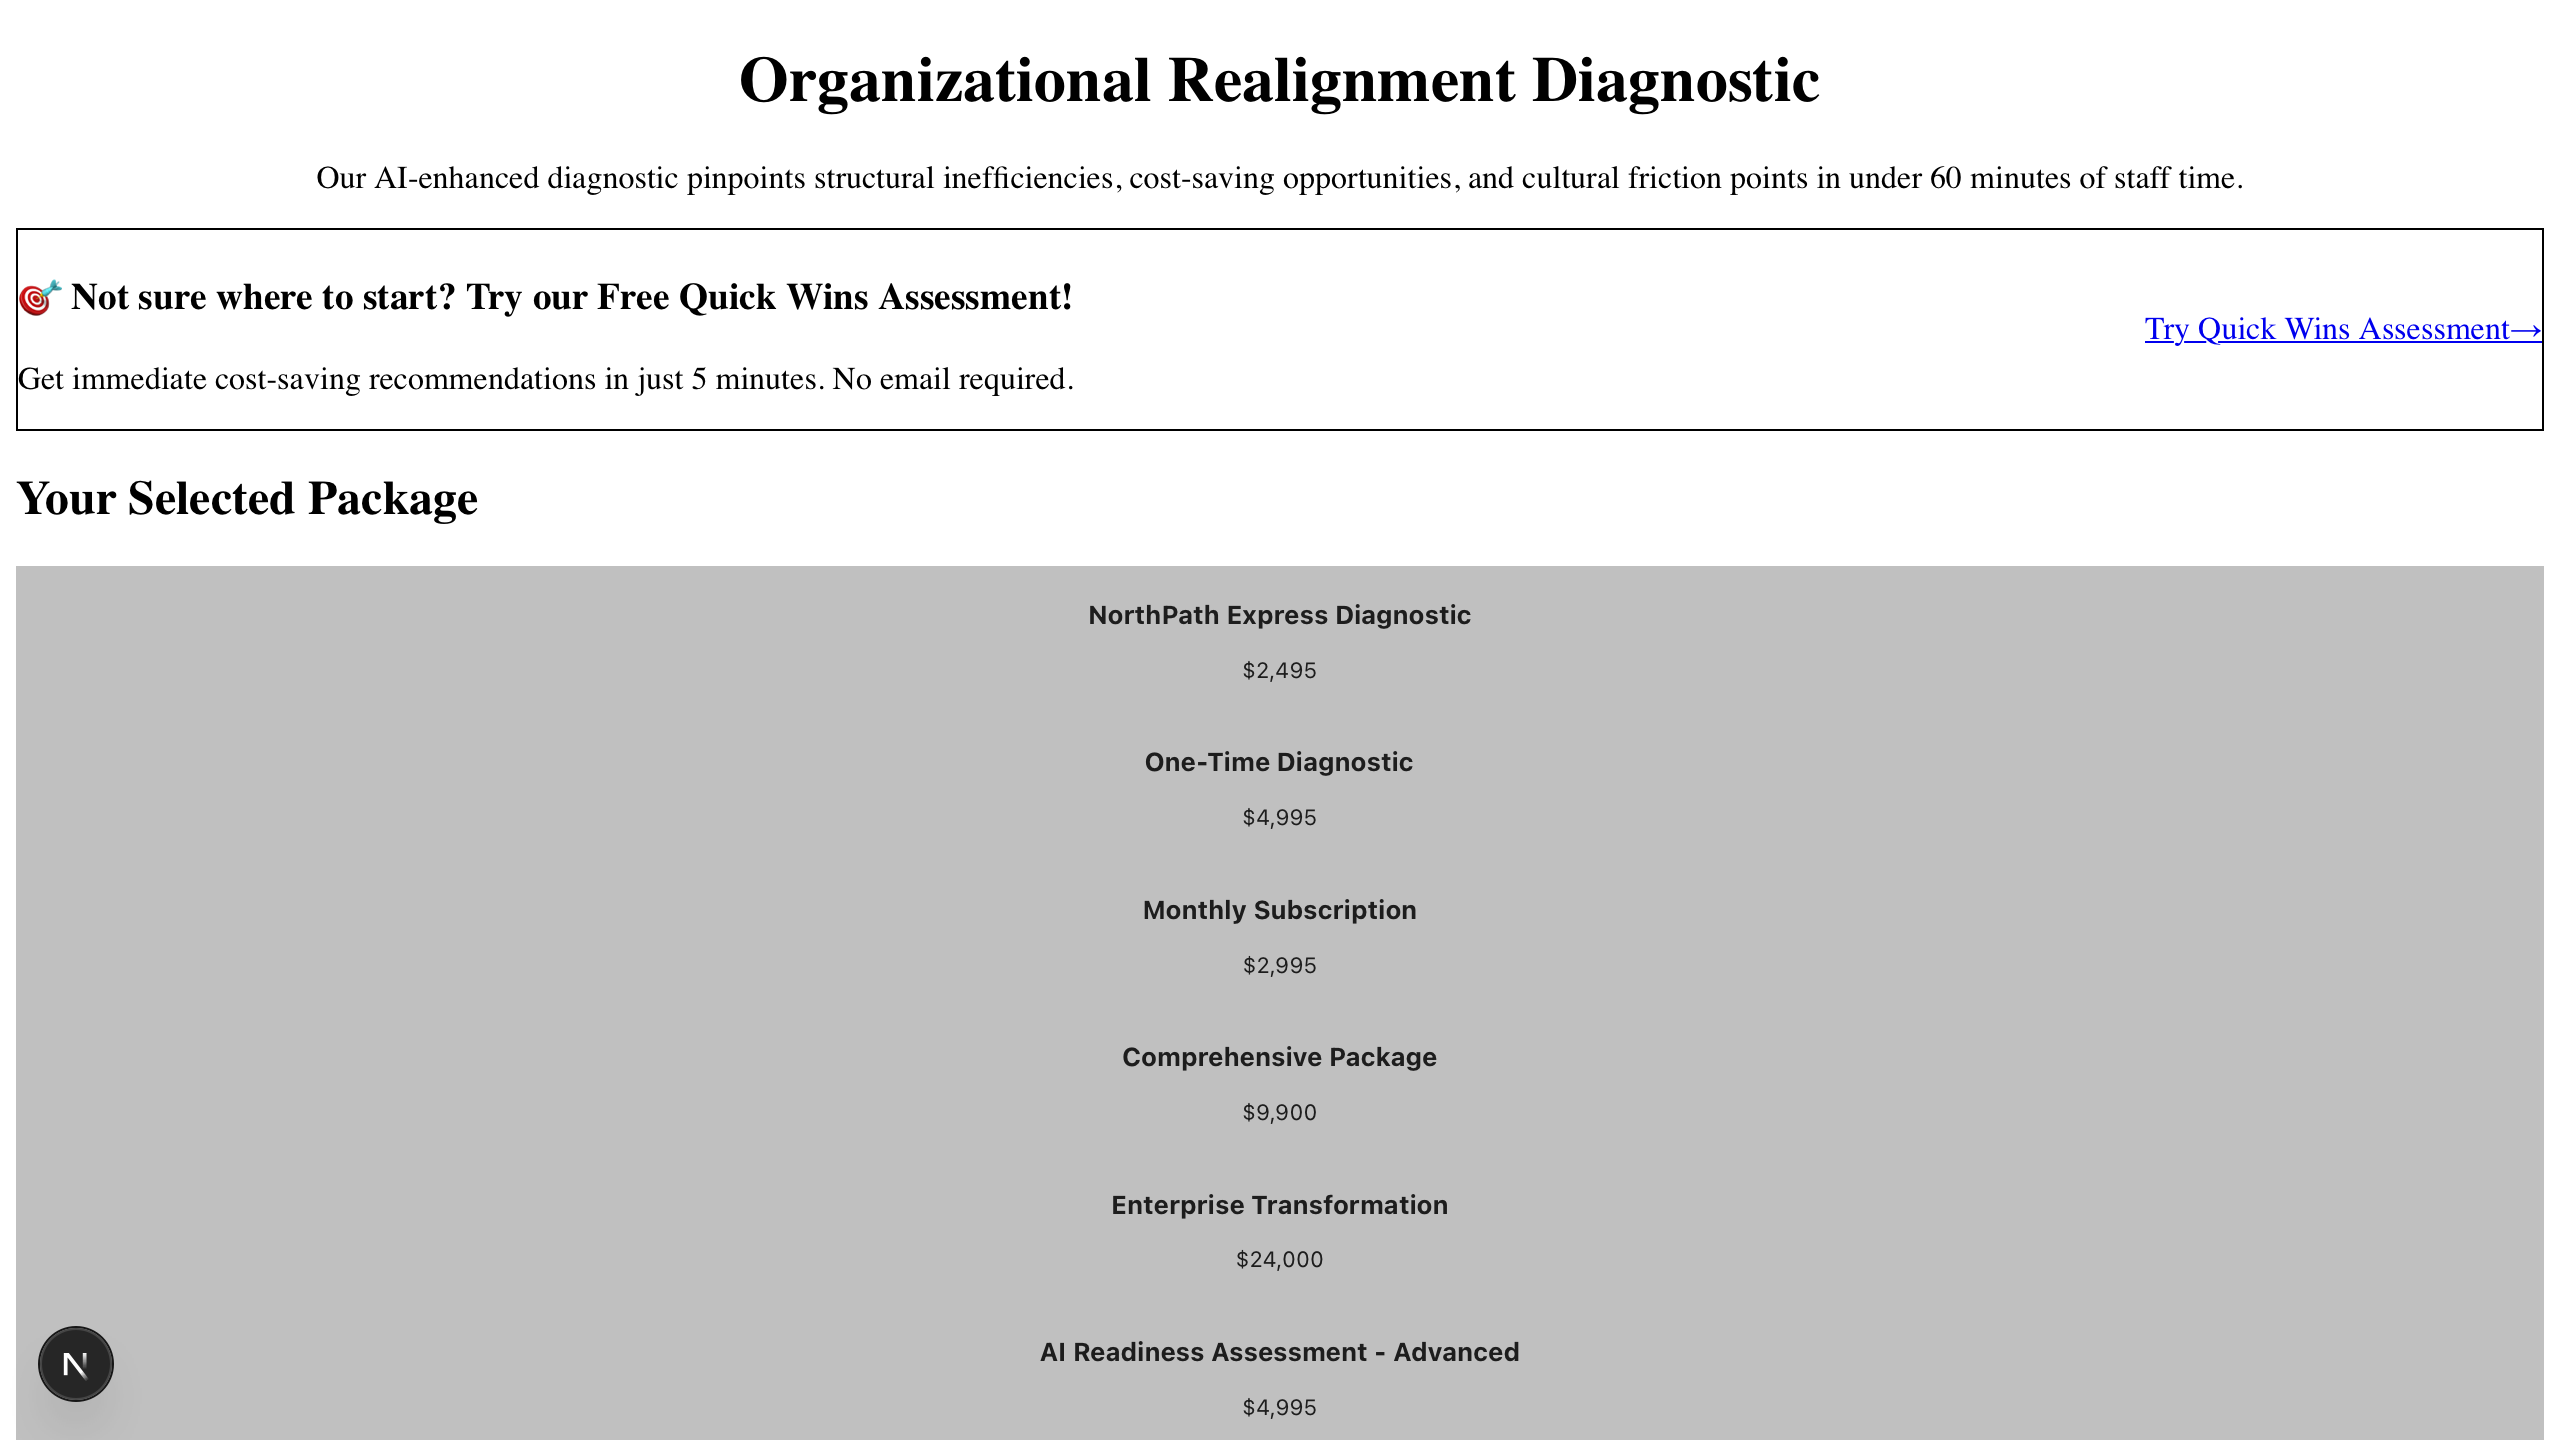 Organizational Realignment Diagnostic
Our AI-enhanced diagnostic pinpoints structural inefficiencies, cost-saving opportunities, and cultural friction points in under 60 minutes of staff time.
🎯 Not sure where to start? Try our Free Quick Wins Assessment!
Get immediate cost-saving recommendations in just 5 minutes. No email required.
Try Quick Wins Assessment→
Your Selected Package
NorthPath Express Diagnostic
$2,495
One-Time Diagnostic
$4,995
Monthly Subscription
$2,995
Comprehensive Package
$9,900
Enterprise Transformation
$24,000
AI Readiness Assessment - Advanced
$4,995
N